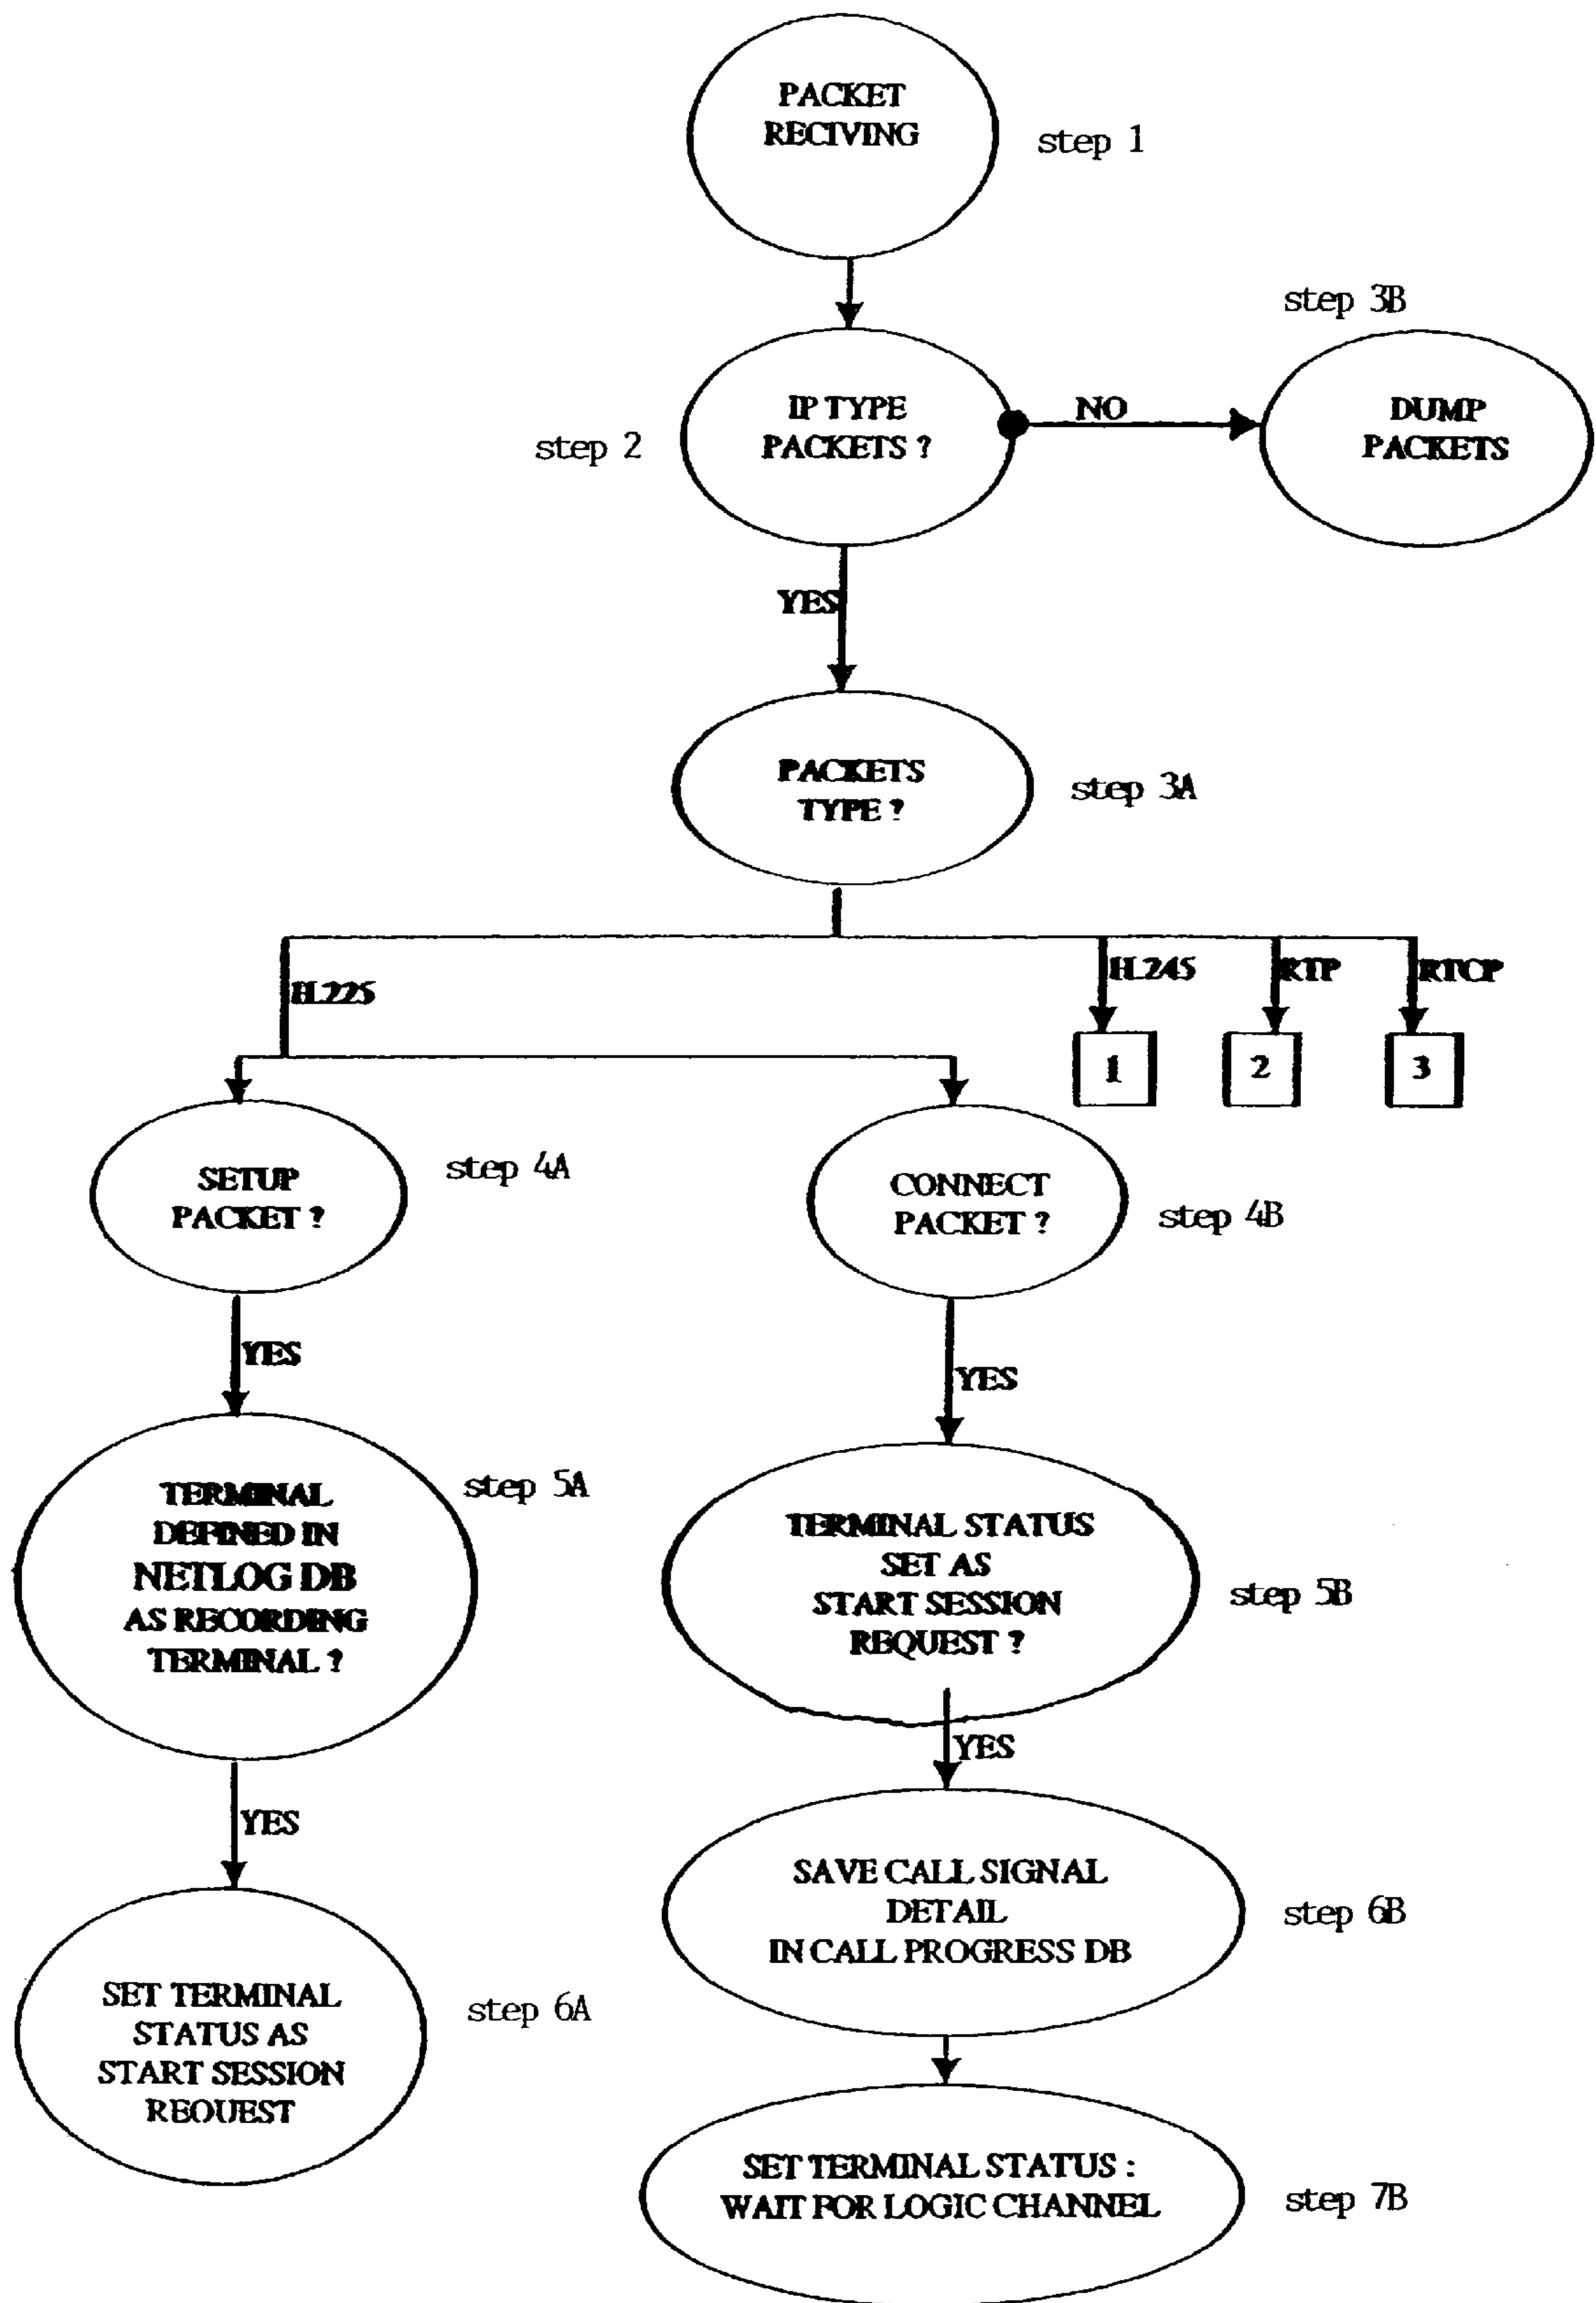 PACKET
RECIVING
step 1
step 3B
IP TYPE
PACKETS ?
step 2
NO
DUMP
PACKETS
YES
PACKETS
TYPE ?
step 3A
H.225
H.245
RTP
RTCP
1
2
3
SETUP
PACKET ?
step 4A
CONNECT
PACKET ?
step 4B
YES
YES
TERMINAL
DEFINED IN
NETLOG DB
AS RECORDING
TERMINAL ?
step 5A
TERMINAL STATUS
SET AS
START SESSION
REQUEST ?
step 5B
YES
YES
SAVE CALL SIGNAL
DETAIL
IN CALL PROGRESS DB
step 6B
SET TERMINAL
STATUS AS
START SESSION
REQUEST
step 6A
SET TERMINAL STATUS :
WAIT FOR LOGIC CHANNEL
step 7B